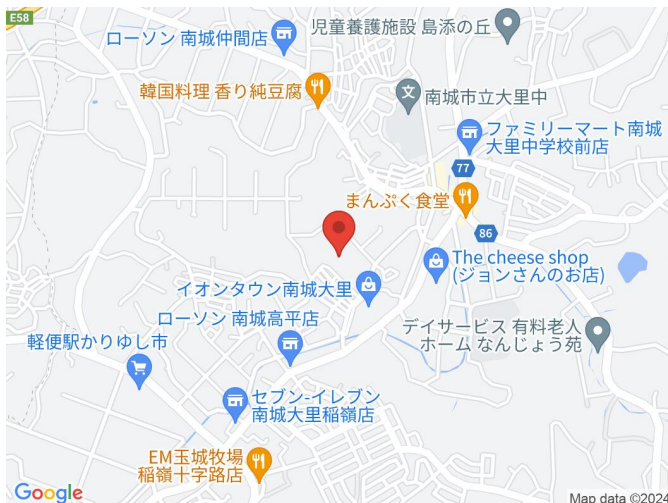 E58
ローソン 南城仲間店
児童養護施設 島添の丘
韓国料理 香り純豆腐
文
南城市立大里中
ファミリーマート南城
大里中学校前店
77
まんぷく食堂
86
The cheese shop
(ジョンさんのお店)
イオンタウン南城大里
ローソン 南城高平店
デイサービス 有料老人
ホーム なんじょう苑
軽便駅かりゆし市
セブン-イレブン
南城大里稲嶺店
EM玉城牧場
稲嶺十字路店
Google
Map data ©2024